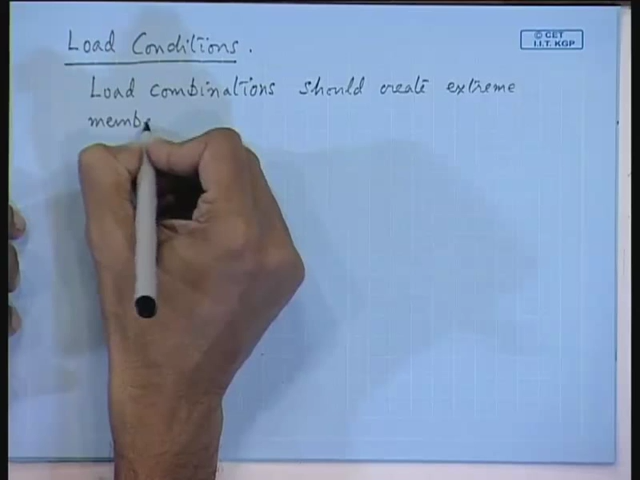 Load Conditions.
© CET
I.I.T. KGP
Load combinations should create extreme
memb